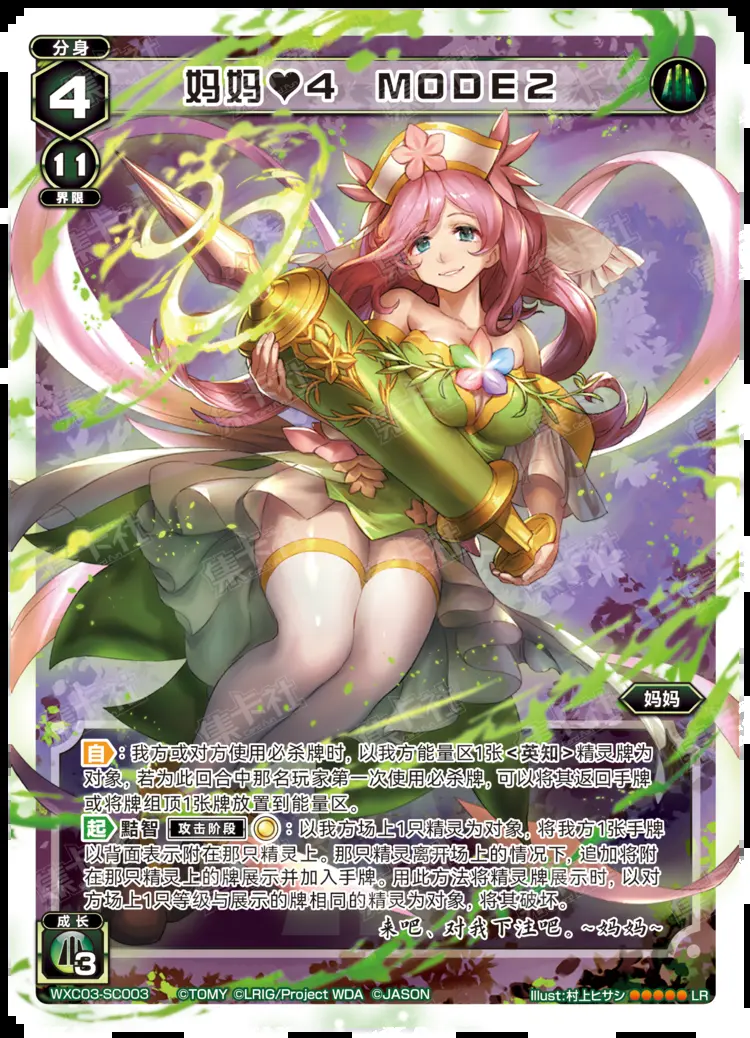 分身
4
妈妈♥4 MODE2
11
界限
妈妈
自：我方或对方使用必杀牌时，以我方能量区1张<英知>精灵牌为
对象，若为此回合中那名玩家第一次使用必杀牌，可以将其返回手牌
或将牌组顶1张牌放置到能量区。
起 點智 攻击阶段 ：以我方场上1只精灵为对象，将我方1张手牌
以背面表示附在那只精灵上。那只精灵离开场上的情况下，追加将附
在那只精灵上的牌展示并加入手牌。用此方法将精灵牌展示时，以对
方场上1只等级与展示的牌相同的精灵为对象，将其破坏。
来吧、对我下注吧。~妈妈~
成长
3
WXC03-SC003 ©TOMY ©LRIG/Project WDA ©JASON Illust:村上ヒサシ LR
集卡社